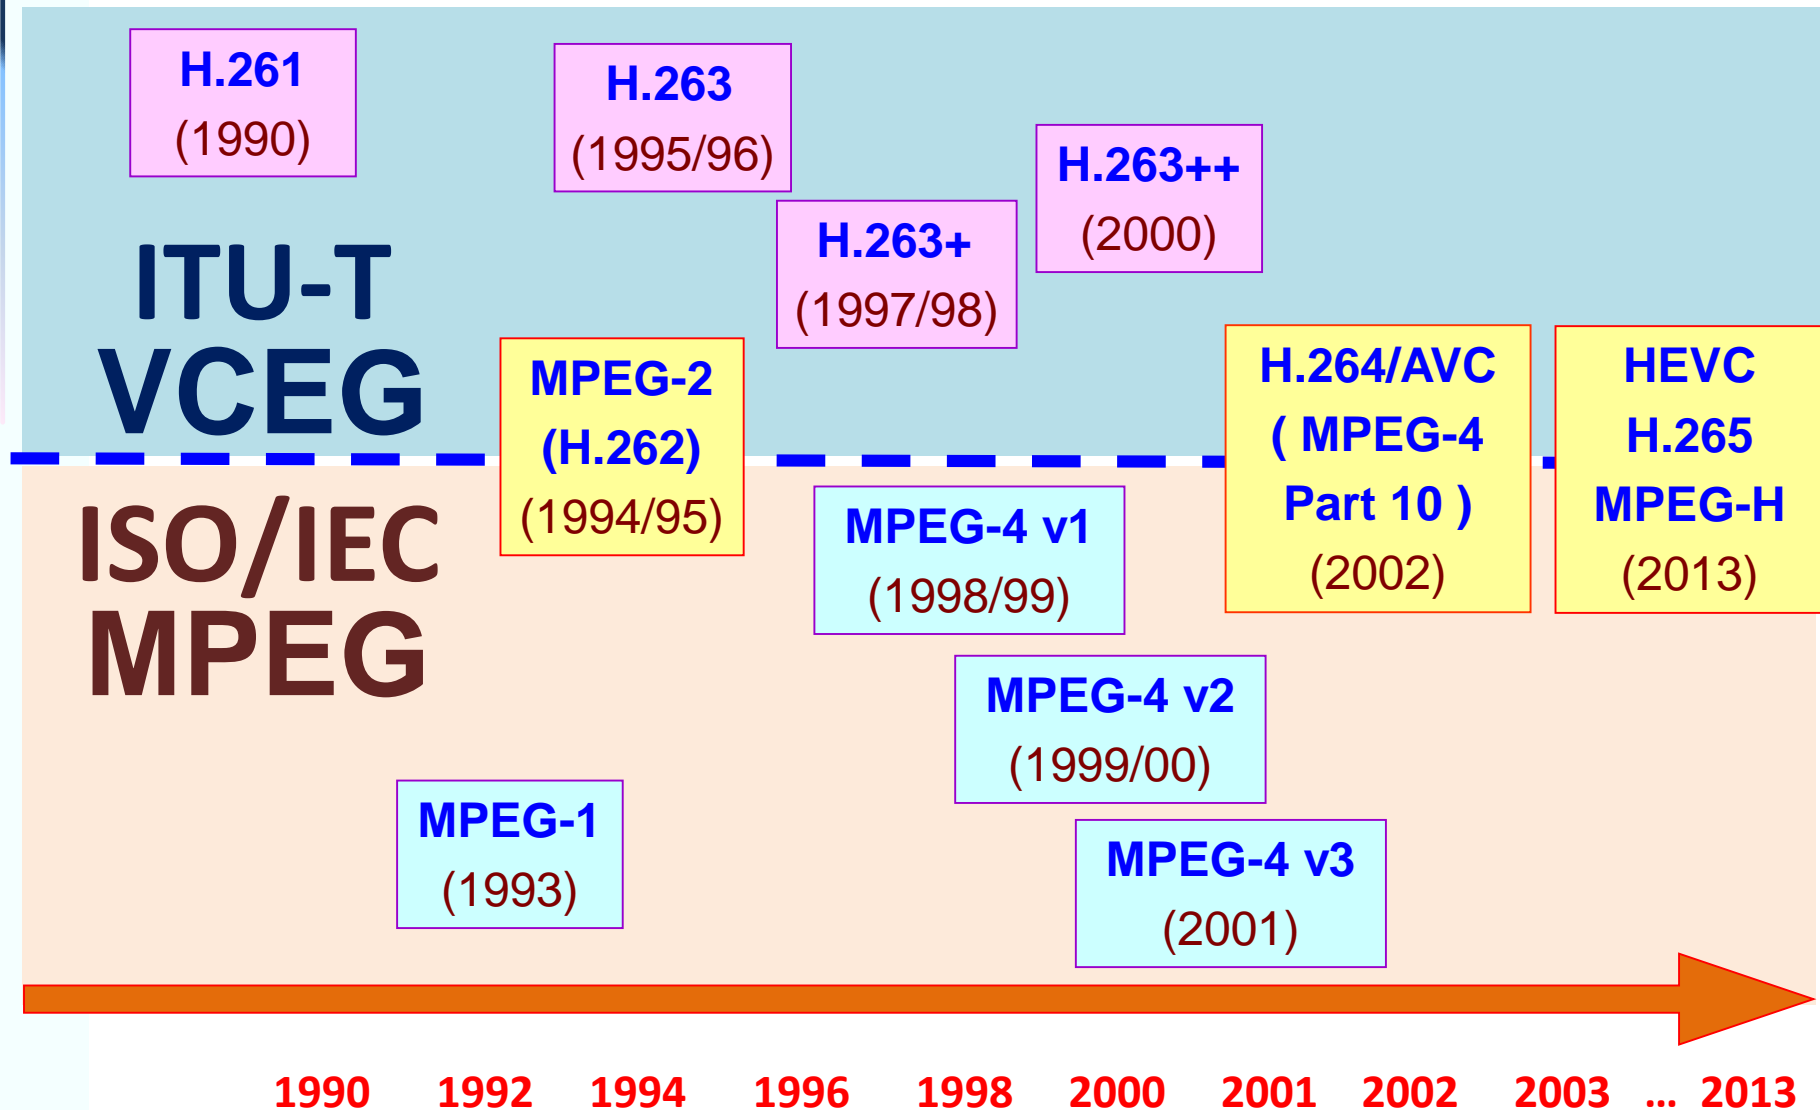 H.261
(1990)
H.263
(1995/96)
H.263++
(2000)
H.263+
(1997/98)
ITU-T
VCEG
MPEG-2
(H.262)
(1994/95)
H.264/AVC
( MPEG-4
Part 10 )
(2002)
HEVC
H.265
MPEG-H
(2013)
ISO/IEC
MPEG
MPEG-4 v1
(1998/99)
MPEG-4 v2
(1999/00)
MPEG-1
(1993)
MPEG-4 v3
(2001)
1990 1992 1994 1996 1998 2000 2001 2002 2003 ... 2013